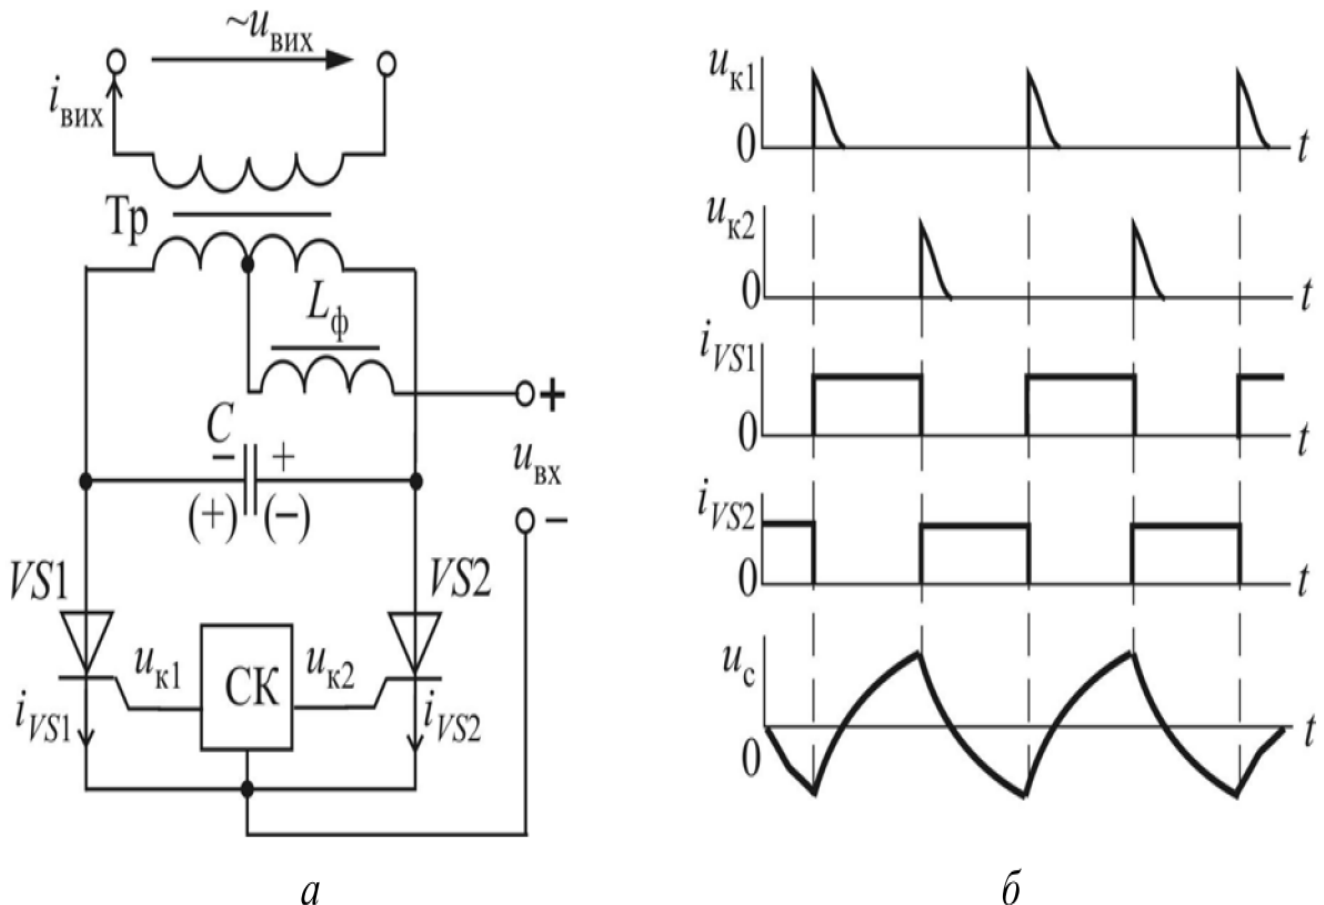 ~uвих
iвих
Тр
Lф
+
C
- +
uвх
(+) (−)
−
VS1
VS2
uк1
СК
uк2
iVS1
iVS2
а
uк1
0
t
uк2
0
t
iVS1
0
t
iVS2
0
t
uс
0
t
б